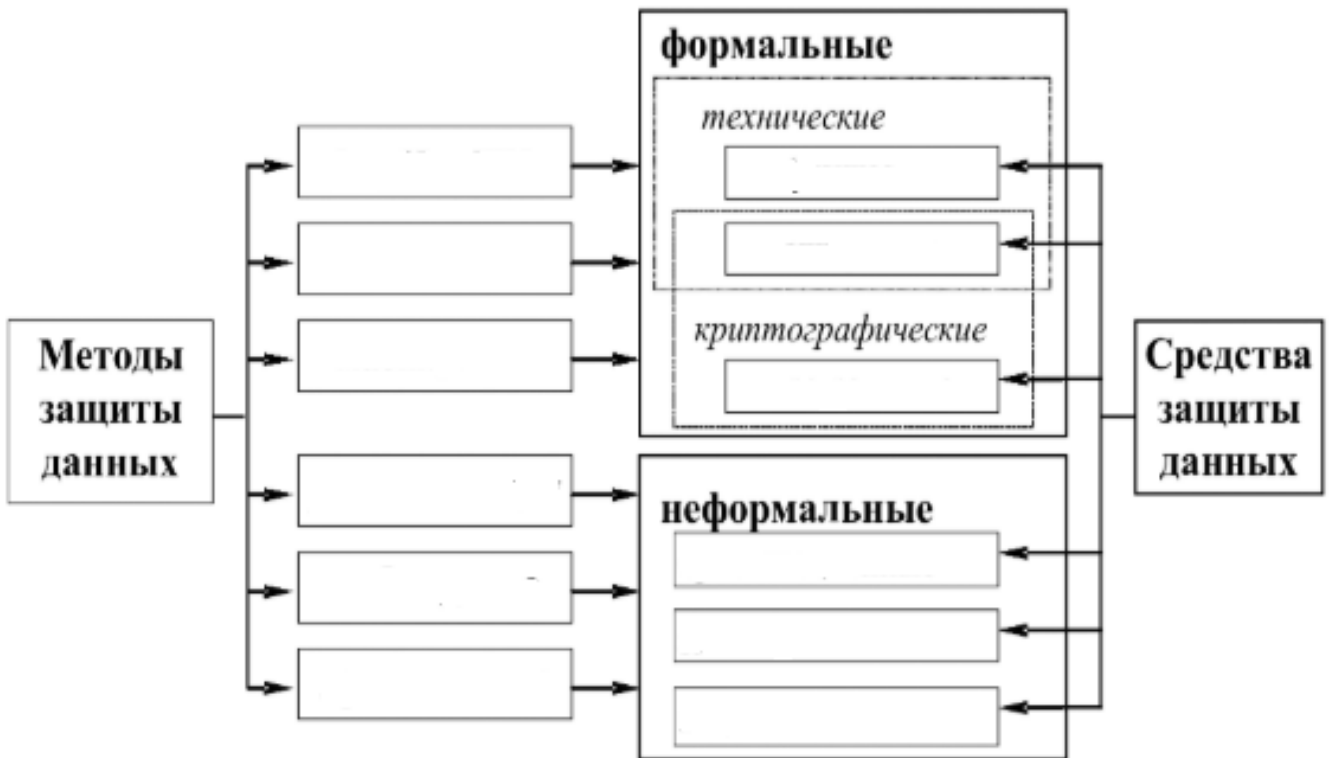 формальные
технические
криптографические
Методы
защиты
данных
Средства
защиты
данных
неформальные